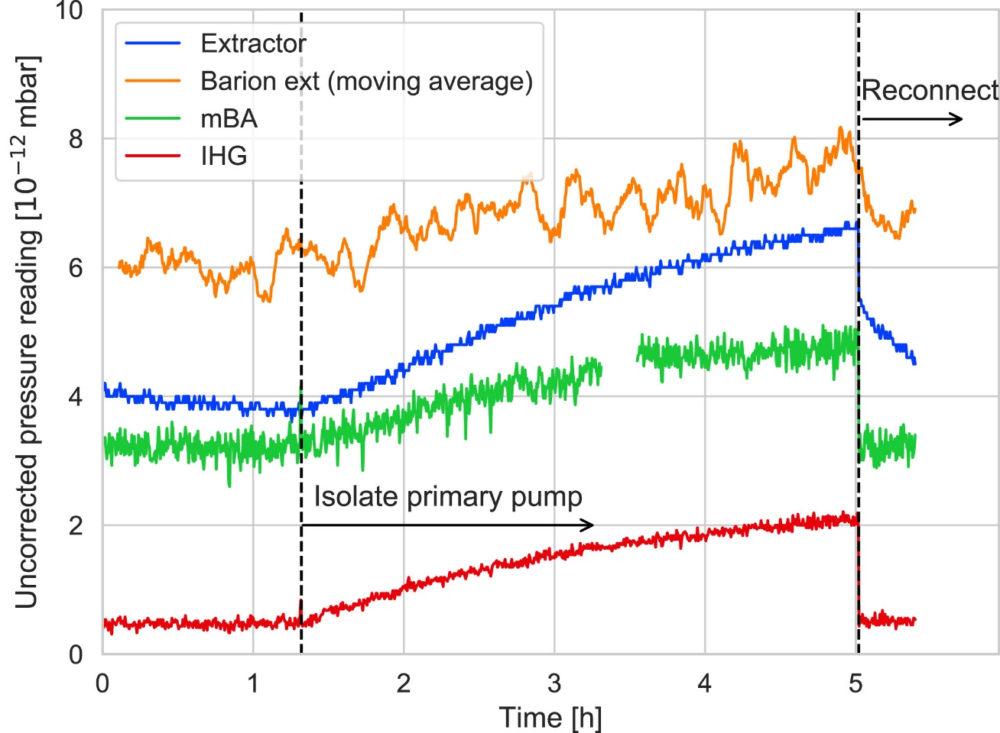 10
8
6
4
2
0
Uncorrected pressure reading [10⁻¹² mbar]
Extractor
Barion ext (moving average)
mBA
IHG
Reconnect
Isolate primary pump
0 1 2 3 4 5
Time [h]